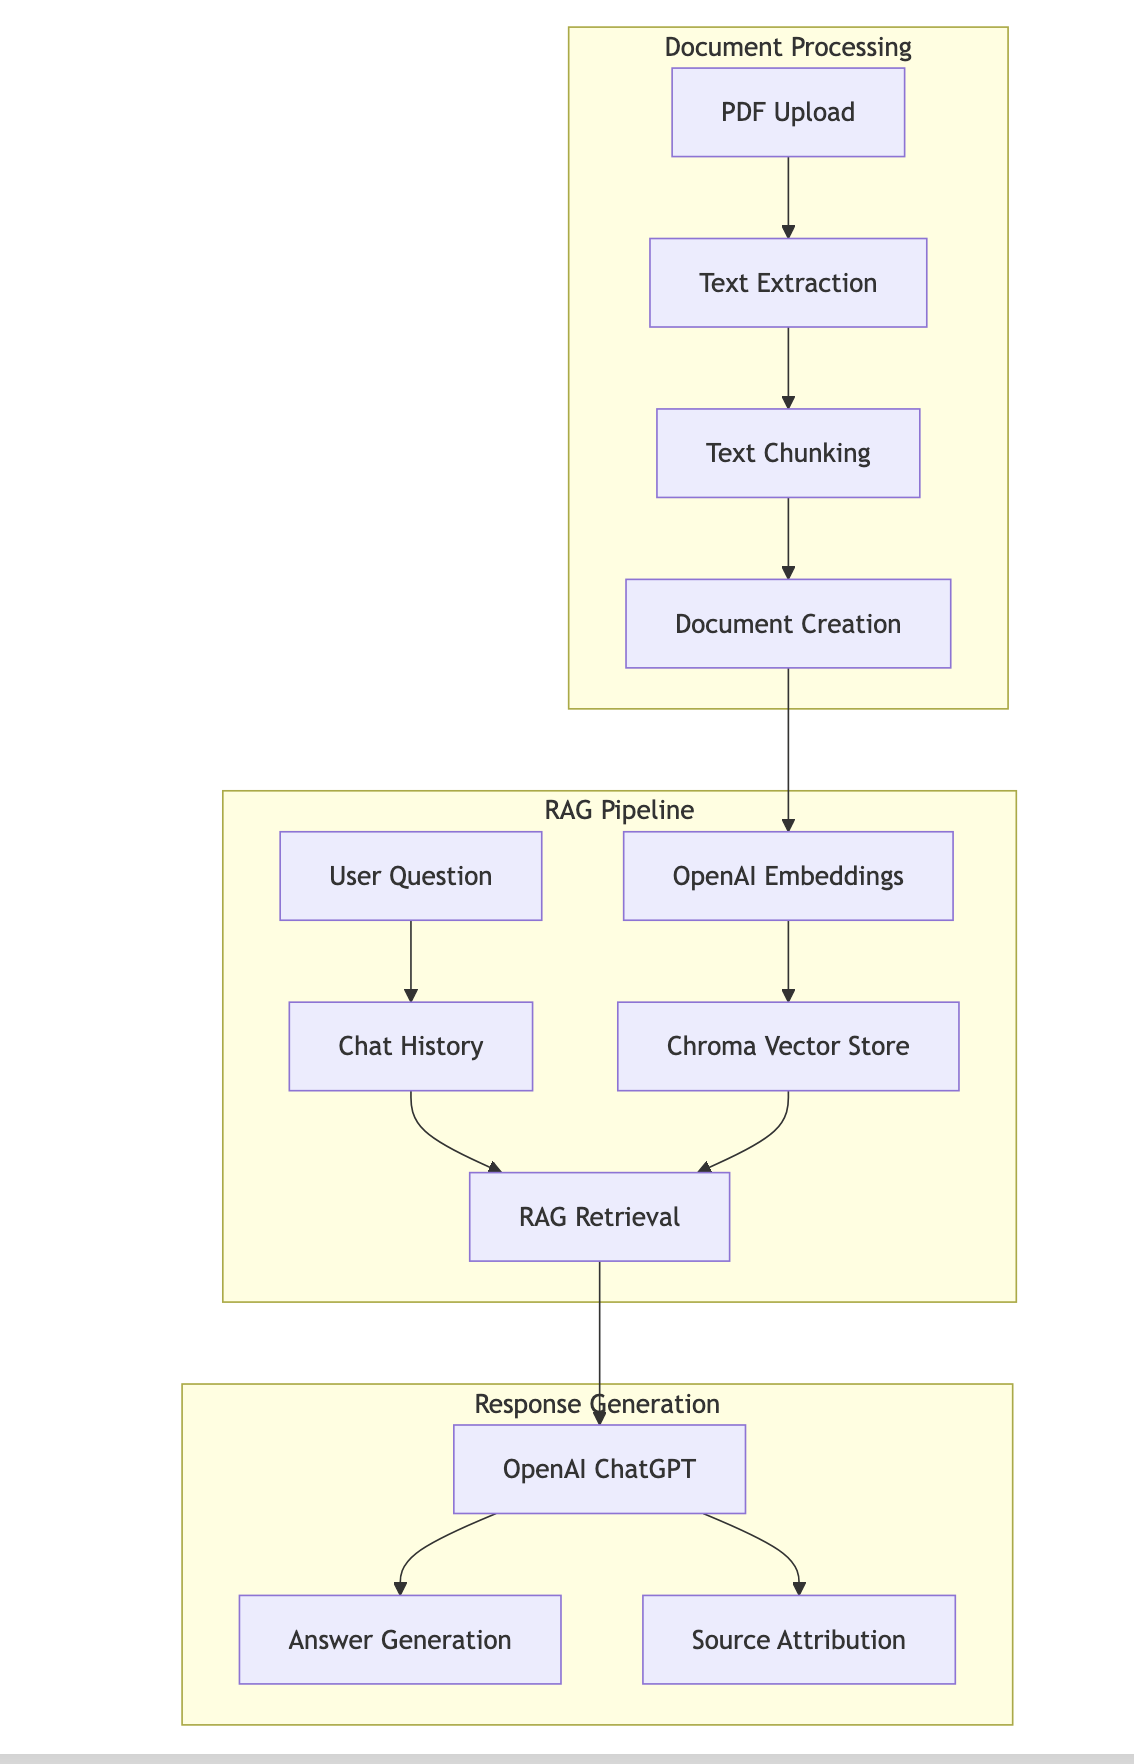 Document Processing
PDF Upload
Text Extraction
Text Chunking
Document Creation
RAG Pipeline
User Question
OpenAI Embeddings
Chat History
Chroma Vector Store
RAG Retrieval
Response Generation
OpenAI ChatGPT
Answer Generation
Source Attribution